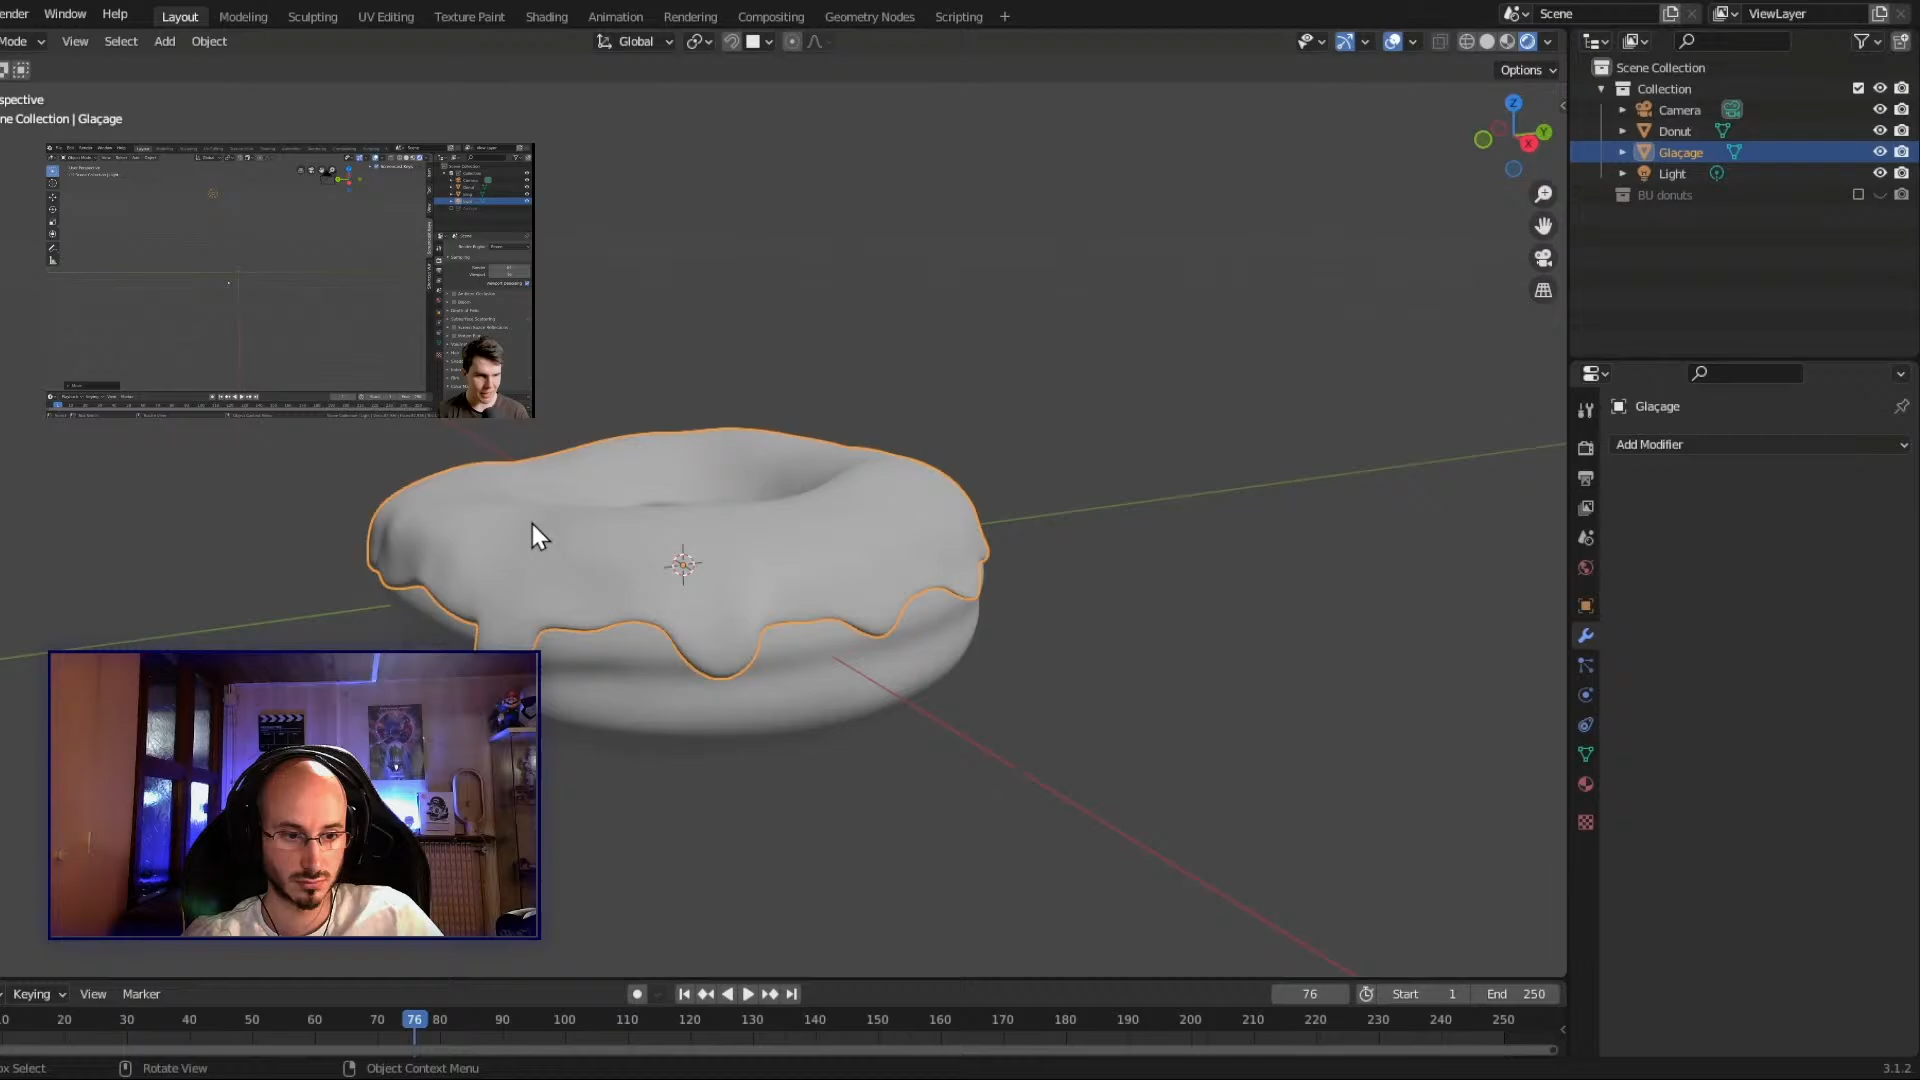 ender Window Help Layout Modeling Sculpting UV Editing Texture Paint Shading Animation Rendering Compositing Geometry Nodes Scripting + Scene ViewLayer
Mode View Select Add Object Global
Options
spective
ne Collection | Glaçage
Scene Collection
Collection
Camera
Donut
Glaçage
Light
BU donuts
Z
Y
X
Glaçage
Add Modifier
Keying View Marker 76 Start 1 End 250
10 20 30 40 50 60 70 76 80 90 100 110 120 130 140 150 160 170 180 190 200 210 220 230 240 250
ox Select Rotate View Object Context Menu 3.1.2